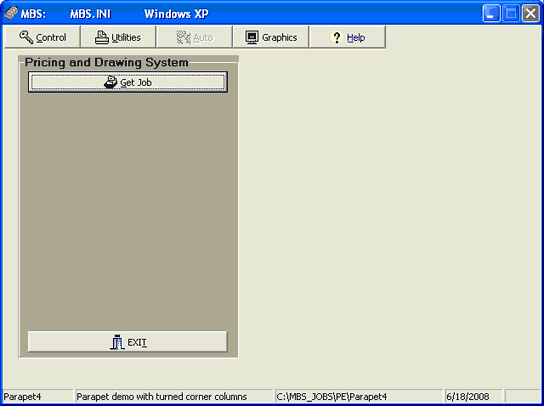 MBS: MBS.INI Windows XP
Control Utilities Auto Graphics ? Help
Pricing and Drawing System
Get Job
EXIT
Parapet4 Parapet demo with turned corner columns C:\MBS_JOBS\PE\Parapet4 6/18/2008